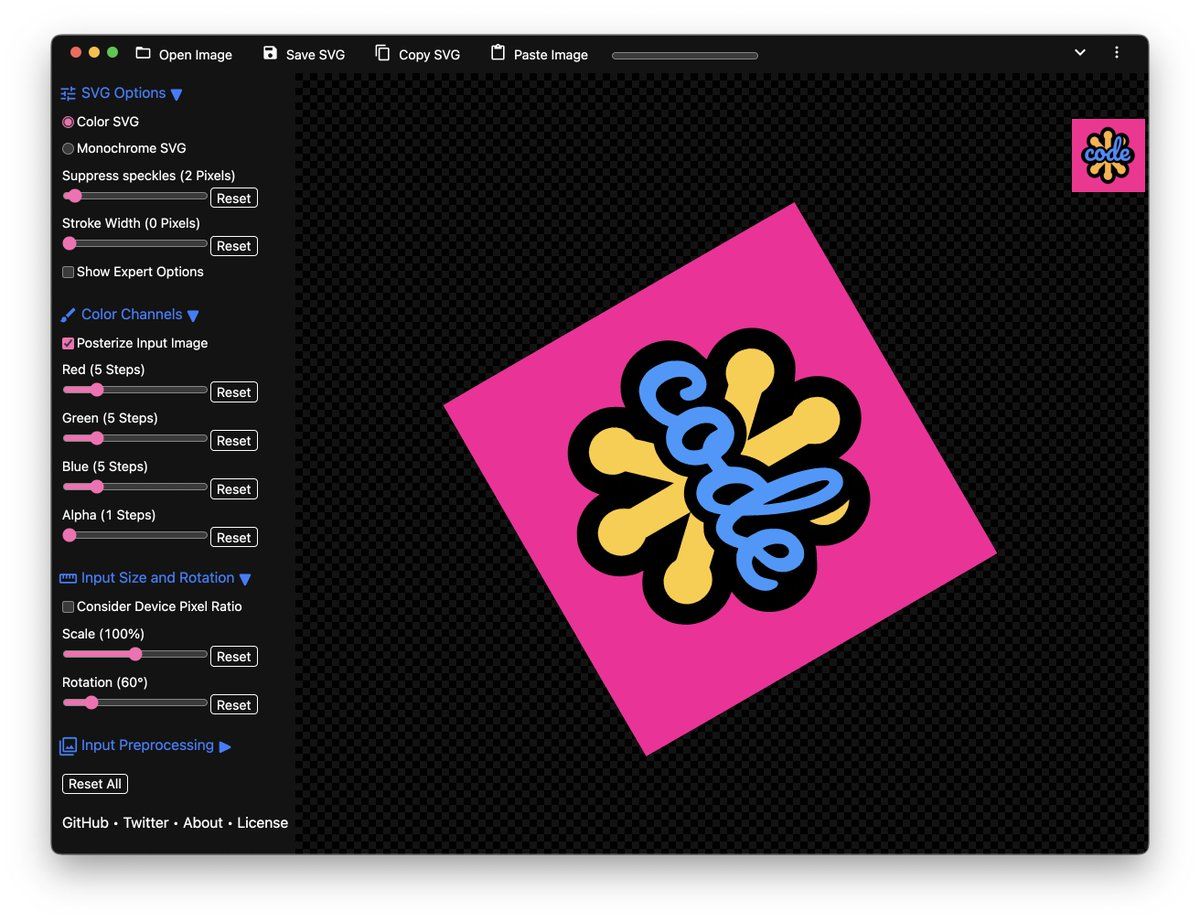 Open Image Save SVG Copy SVG Paste Image
SVG Options
Color SVG
Monochrome SVG
Suppress speckles (2 Pixels)
Reset
Stroke Width (0 Pixels)
Reset
Show Expert Options
Color Channels
Posterize Input Image
Red (5 Steps)
Reset
Green (5 Steps)
Reset
Blue (5 Steps)
Reset
Alpha (1 Steps)
Reset
Input Size and Rotation
Consider Device Pixel Ratio
Scale (100%)
Reset
Rotation (60°)
Reset
Input Preprocessing
Reset All
GitHub • Twitter • About • License
code
code